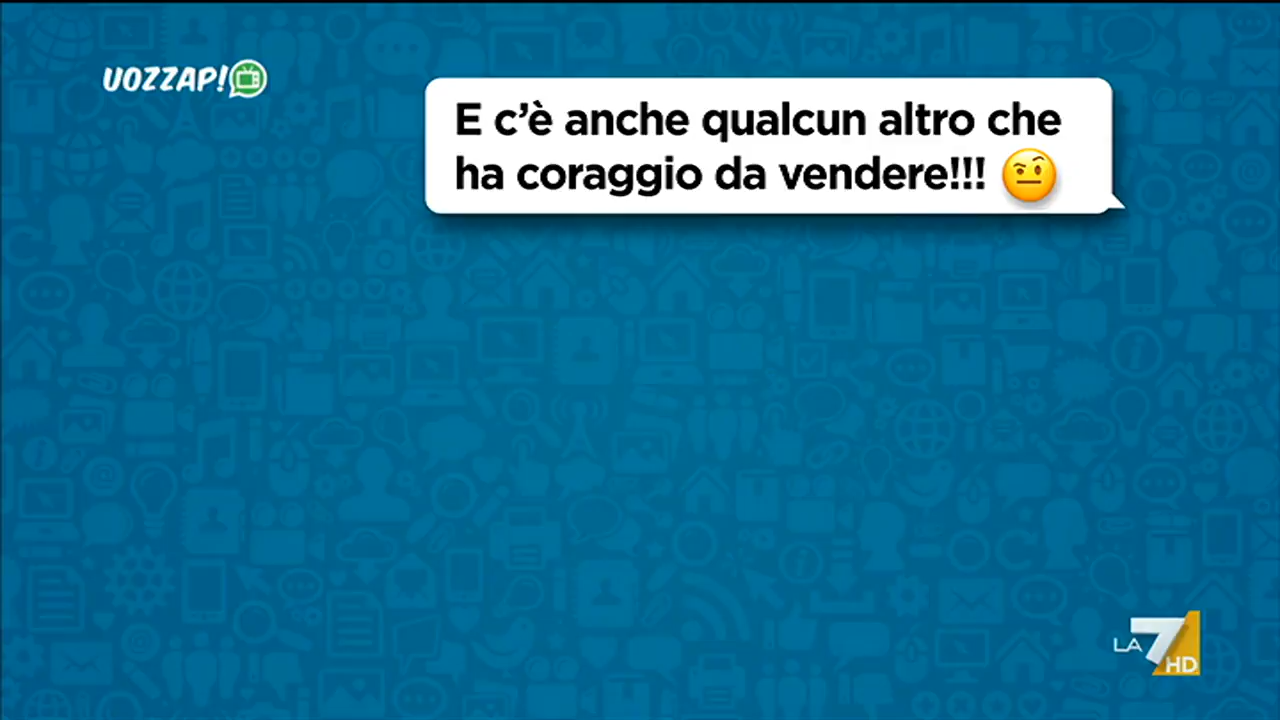 UOZZAP!
E c’è anche qualcun altro che
ha coraggio da vendere!!! 🤨
LA 7 HD